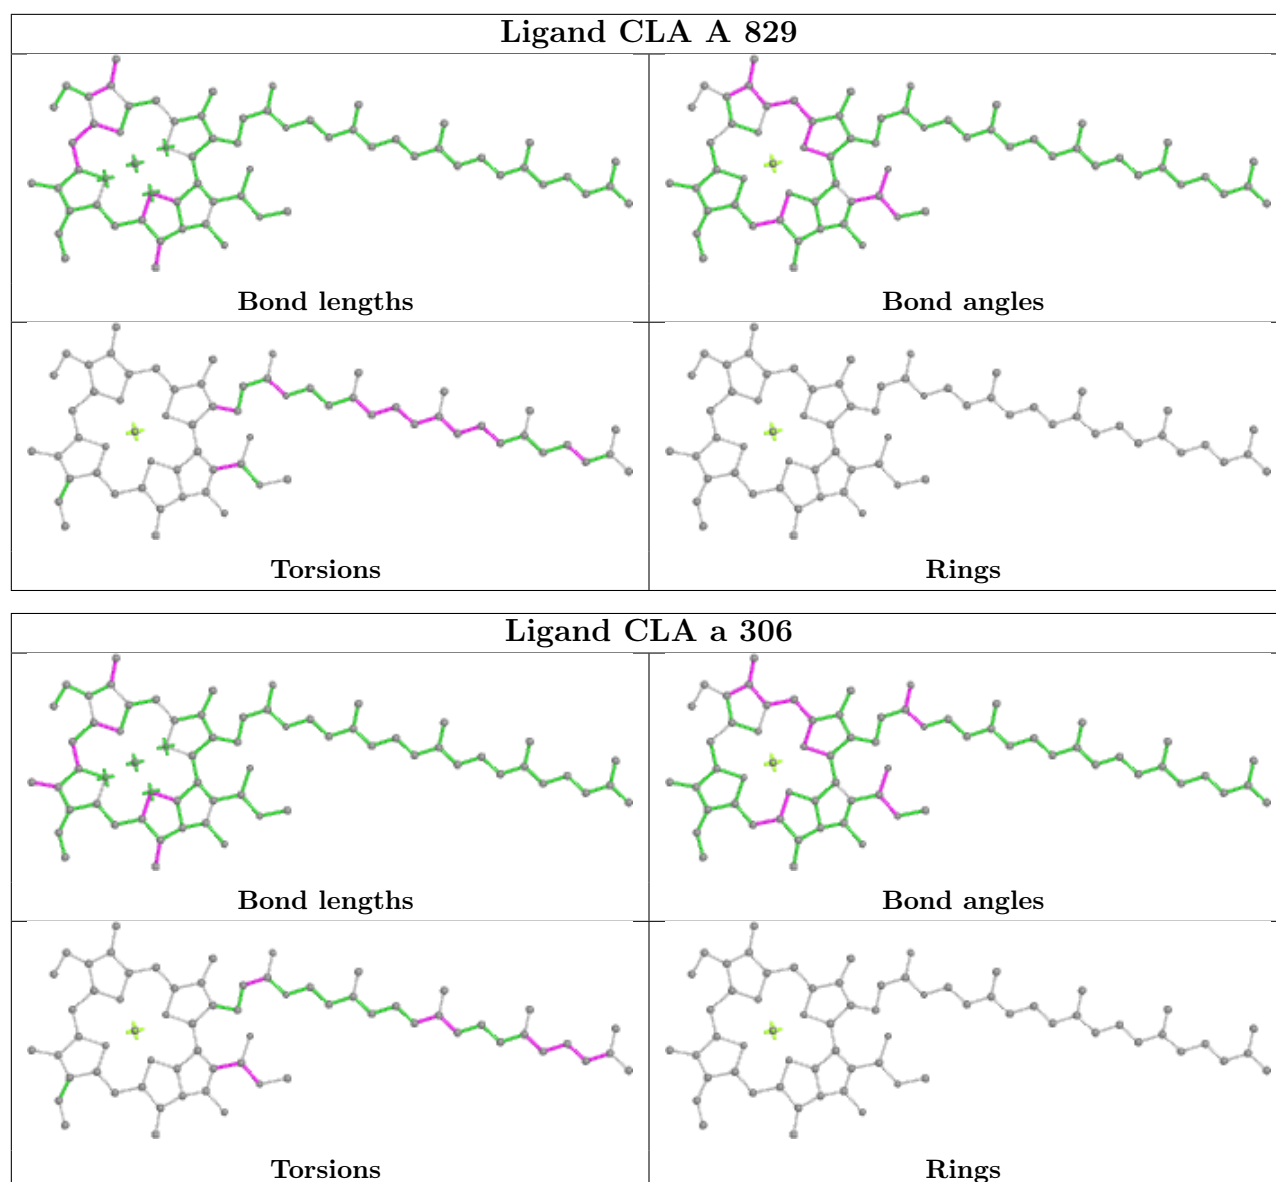 Ligand CLA A 829
Bond lengths
Bond angles
Torsions
Rings
Ligand CLA a 306
Bond lengths
Bond angles
Torsions
Rings